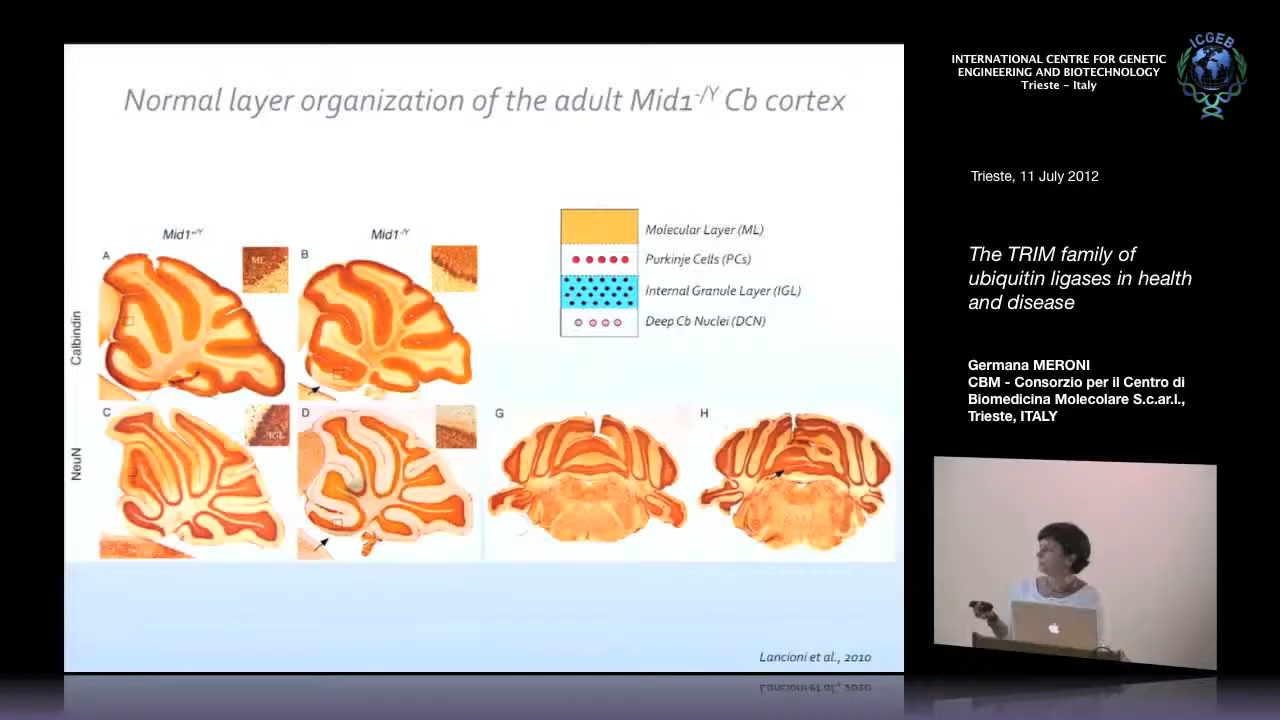 Normal layer organization of the adult Mid1-/Y Cb cortex
Mid1+/Y
Mid1-/Y
A
ML
B
Calbindin
Molecular Layer (ML)
Purkinje Cells (PCs)
Internal Granule Layer (IGL)
Deep Cb Nuclei (DCN)
C
IGL
D
G
H
NeuN
Lancioni et al., 2010
INTERNATIONAL CENTRE FOR GENETIC
ENGINEERING AND BIOTECHNOLOGY
Trieste - Italy
ICGEB
Trieste, 11 July 2012
The TRIM family of
ubiquitin ligases in health
and disease
Germana MERONI
CBM - Consorzio per il Centro di
Biomedicina Molecolare S.c.ar.l.,
Trieste, ITALY